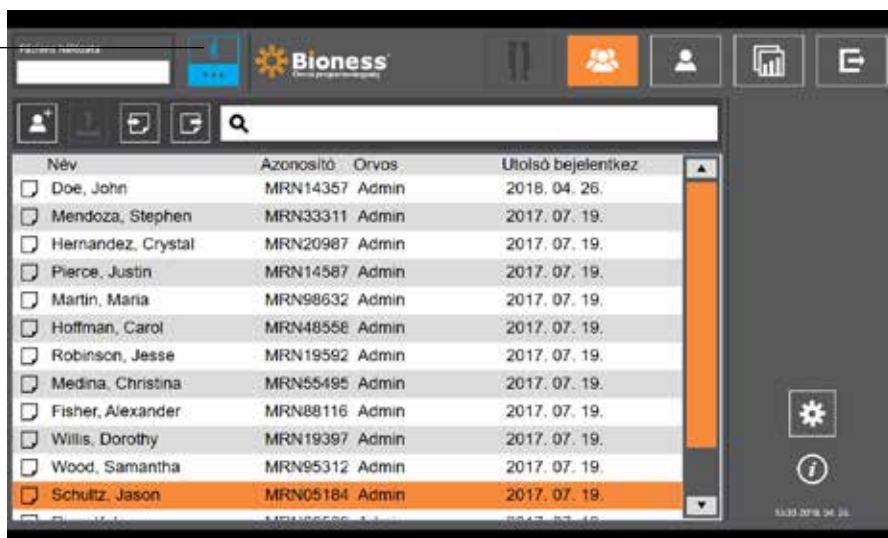 Bioness
Név Azonosító Orvos Utolsó bejelentkez
Doe, John MRN14357 Admin 2018. 04. 26.
Mendoza, Stephen MRN33311 Admin 2017. 07. 19.
Hernandez, Crystal MRN20987 Admin 2017. 07. 19.
Pierce, Justin MRN14587 Admin 2017. 07. 19.
Martin, Maria MRN98632 Admin 2017. 07. 19.
Hoffman, Carol MRN48558 Admin 2017. 07. 19.
Robinson, Jesse MRN19592 Admin 2017. 07. 19.
Medina, Christina MRN55495 Admin 2017. 07. 19.
Fisher, Alexander MRN88116 Admin 2017. 07. 19.
Willis, Dorothy MRN19397 Admin 2017. 07. 19.
Wood, Samantha MRN95312 Admin 2017. 07. 19.
Schultz, Jason MRN05184 Admin 2017. 07. 19.